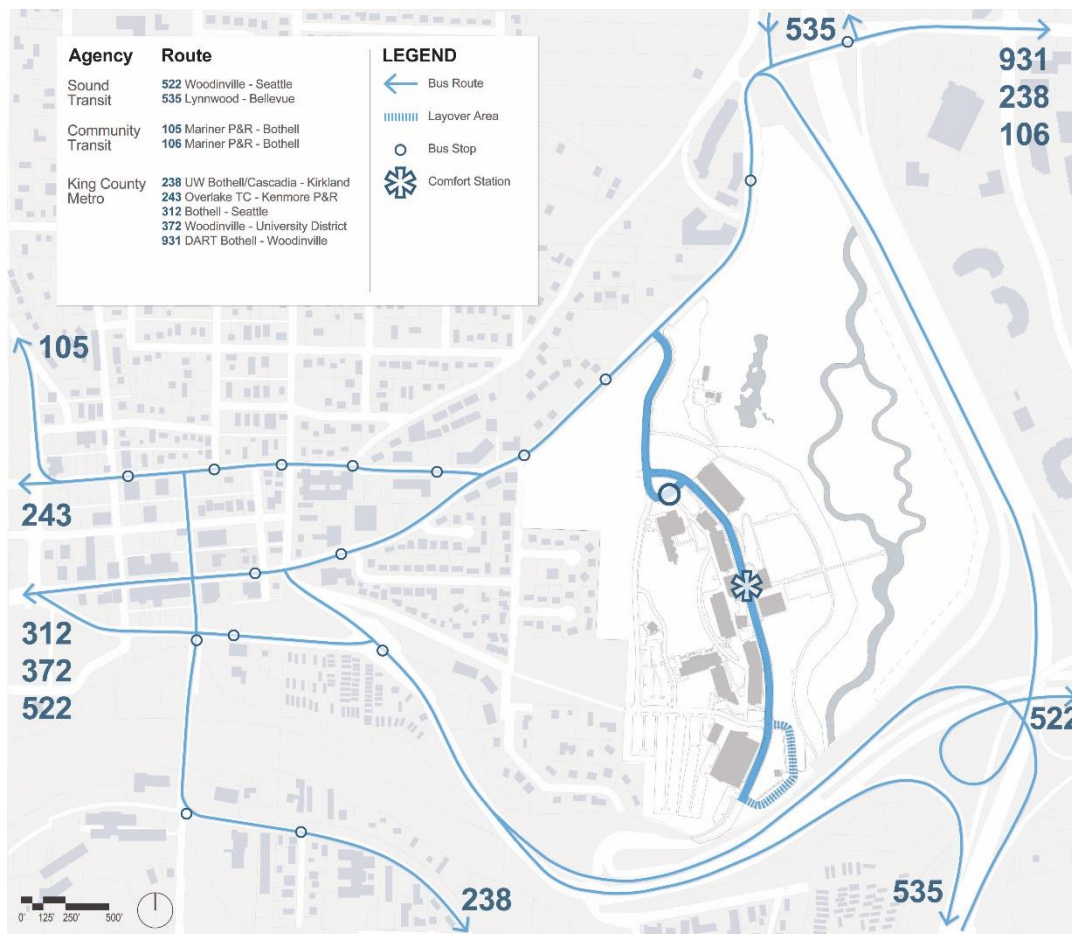 Agency Route
Sound
Transit
522 Woodinville - Seattle
535 Lynnwood - Bellevue
Community
Transit
105 Mariner P&R - Bothell
106 Mariner P&R - Bothell
King County
Metro
238 UW Bothell/Cascadia - Kirkland
243 Overlake TC - Kenmore P&R
312 Bothell - Seattle
372 Woodinville - University District
931 DART Bothell - Woodinville
LEGEND
Bus Route
Layover Area
Bus Stop
Comfort Station
535
931
238
106
105
243
312
372
522
522
535
238
0' 125' 250' 500'